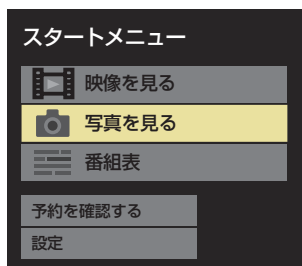 スタートメニュー
映像を見る
写真を見る
番組表
予約を確認する
設定